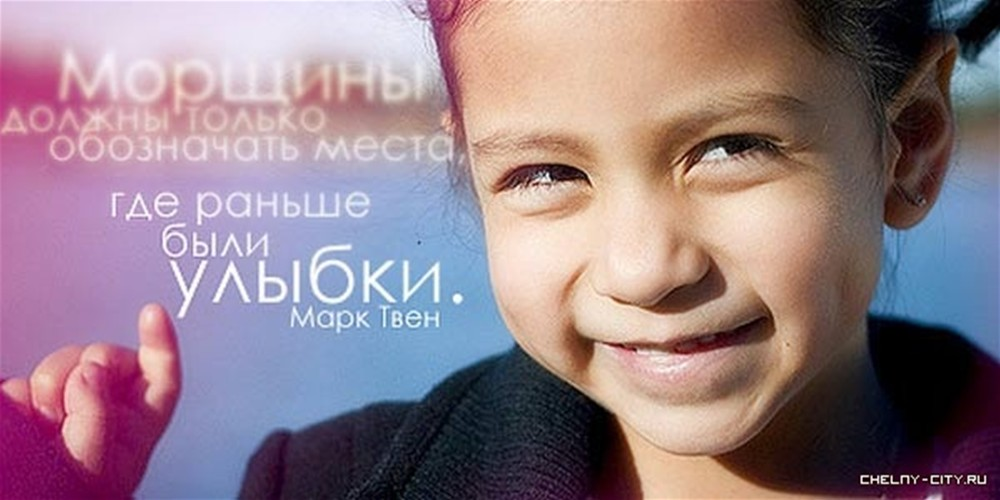 Морщины
должны только
обозначать места,
где раньше
были
улыбки.
Марк Твен
CHELNY-CITY.RU